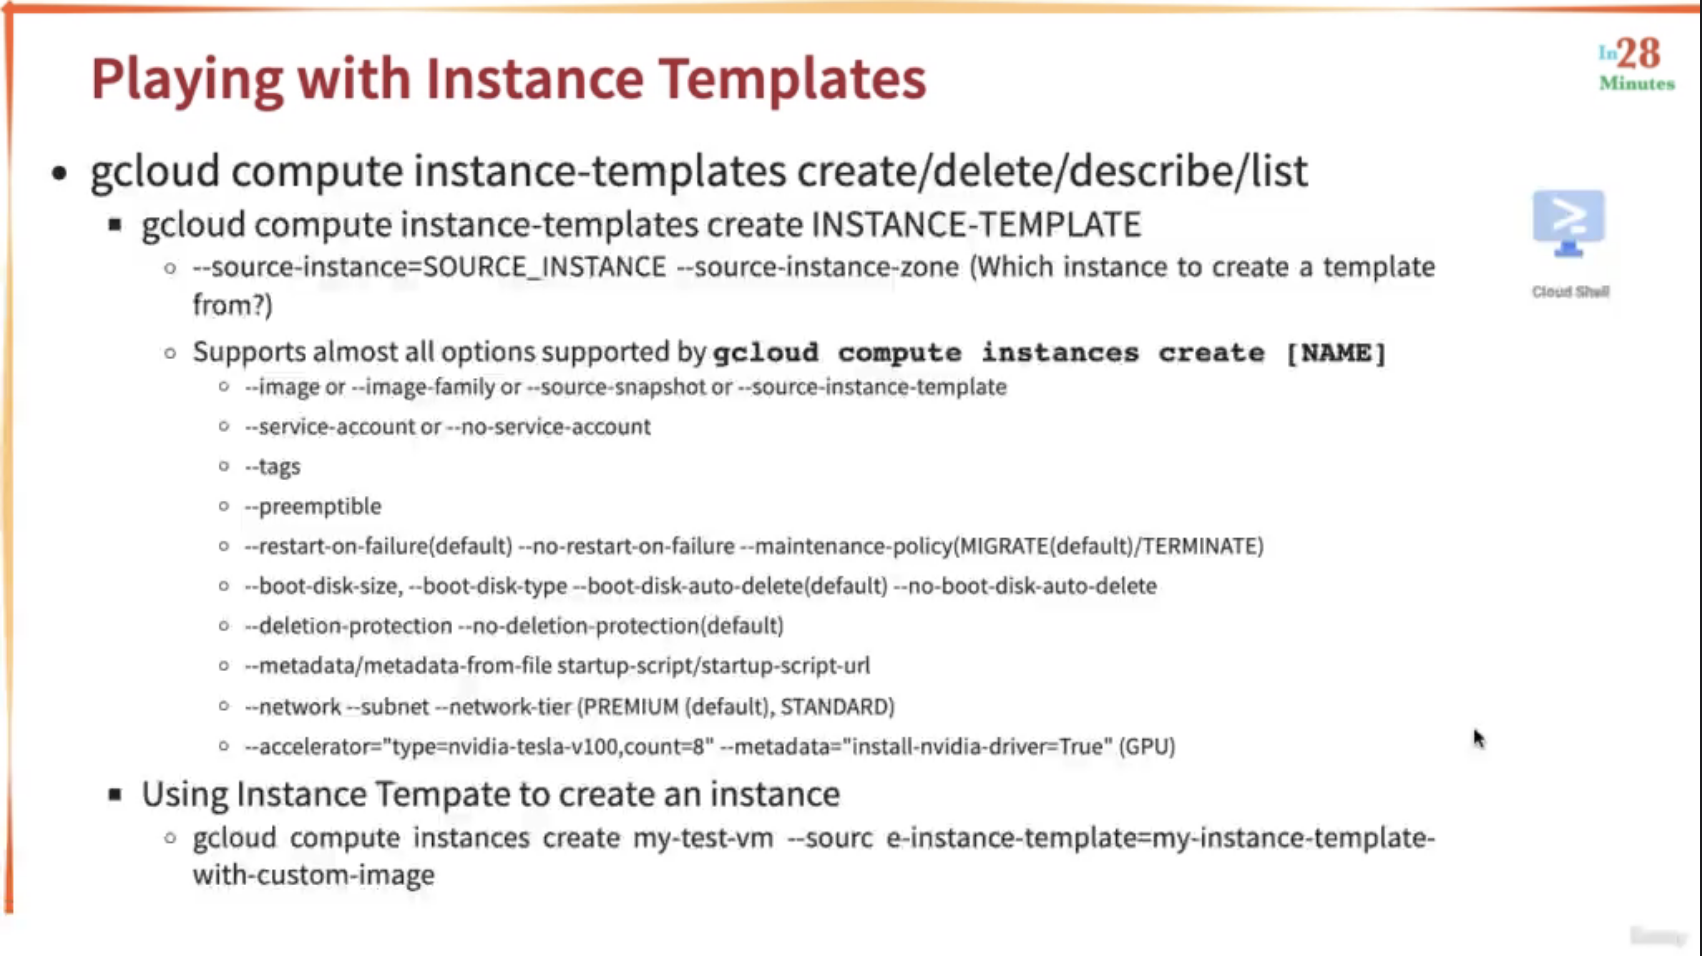 Playing with Instance Templates
In28
Minutes
• gcloud compute instance-templates create/delete/describe/list
▪ gcloud compute instance-templates create INSTANCE-TEMPLATE
◦ --source-instance=SOURCE_INSTANCE --source-instance-zone (Which instance to create a template
from?)
Cloud Shell
◦ Supports almost all options supported by gcloud compute instances create [NAME]
◦ --image or --image-family or --source-snapshot or --source-instance-template
◦ --service-account or --no-service-account
◦ --tags
◦ --preemptible
◦ --restart-on-failure(default) --no-restart-on-failure --maintenance-policy(MIGRATE(default)/TERMINATE)
◦ --boot-disk-size, --boot-disk-type --boot-disk-auto-delete(default) --no-boot-disk-auto-delete
◦ --deletion-protection --no-deletion-protection(default)
◦ --metadata/metadata-from-file startup-script/startup-script-url
◦ --network --subnet --network-tier (PREMIUM (default), STANDARD)
◦ --accelerator="type=nvidia-tesla-v100,count=8" --metadata="install-nvidia-driver=True" (GPU)
▪ Using Instance Tempate to create an instance
◦ gcloud compute instances create my-test-vm --sourc e-instance-template=my-instance-template-
with-custom-image